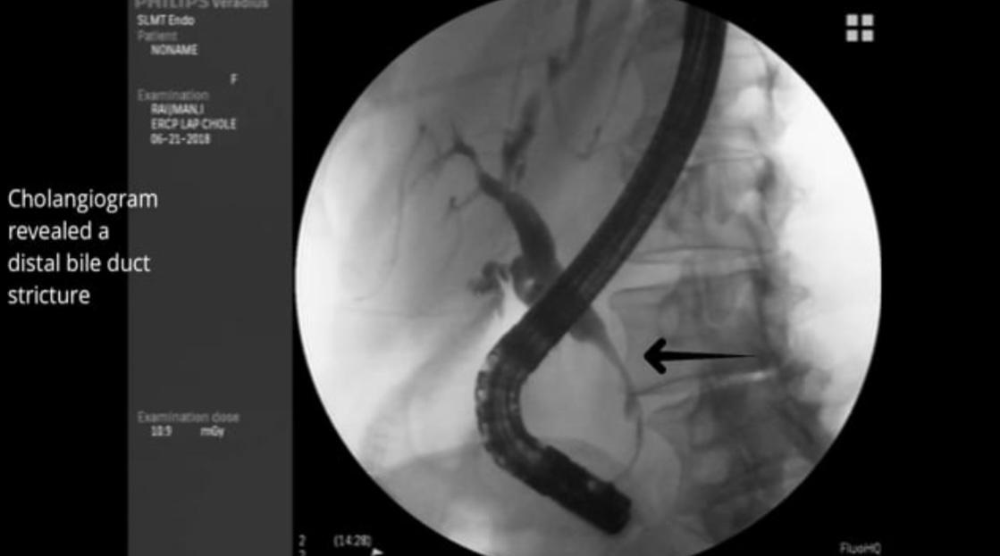 PHILIPS Veradius
SLMT Endo
Patient
NONAME
F
Examination
RAIJMAN,I
ERCP LAP CHOLE
06-21-2018
Cholangiogram
revealed a
distal bile duct
stricture
Examination dose
10.9 mGy
2 (14:28)
FluoHQ